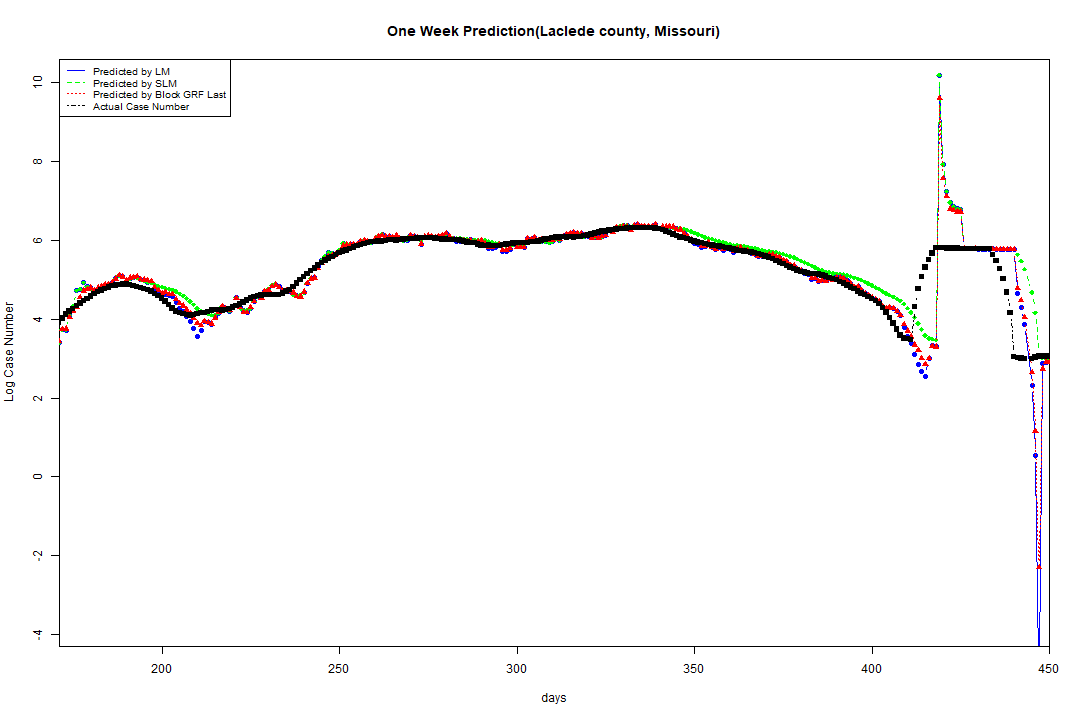 One Week Prediction(Laclede county, Missouri)
Predicted by LM
Predicted by SLM
Predicted by Block GRF Last
Actual Case Number
Log Case Number
10
8
6
4
2
0
-2
-4
200 250 300 350 400 450
days